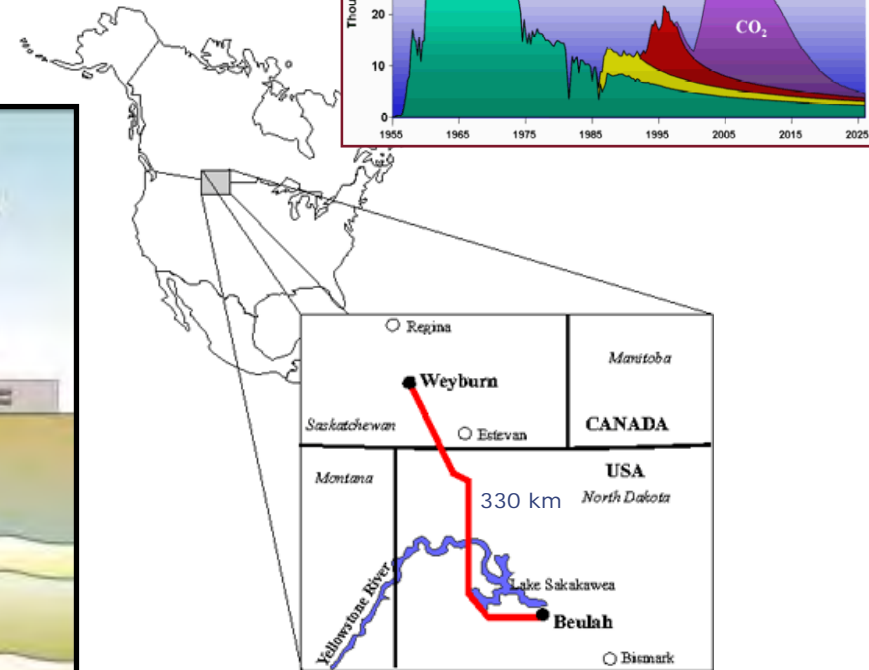 Thou
20
10
0
CO₂
1955 1965 1975 1985 1995 2005 2015 2025
Regina
Weyburn
Manitoba
Saskatchewan
Estevan
CANADA
Montana
USA
330 km
North Dakota
Yellowstone River
Lake Sakakawea
Beulah
Bismark